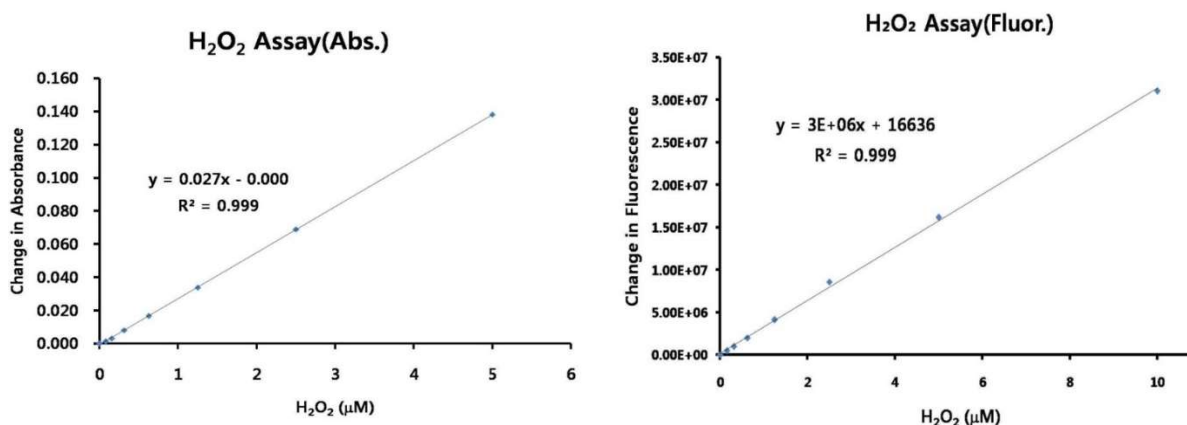 H₂O₂ Assay(Abs.)
0.160
0.140
0.120
0.100
0.080
0.060
0.040
0.020
0.000
Change in Absorbance
y = 0.027x - 0.000
R² = 0.999
0 1 2 3 4 5 6
H₂O₂ (μM)
H₂O₂ Assay(Fluor.)
3.50E+07
3.00E+07
2.50E+07
2.00E+07
1.50E+07
1.00E+07
5.00E+06
0.00E+00
Change in Fluorescence
y = 3E+06x + 16636
R² = 0.999
0 2 4 6 8 10
H₂O₂ (μM)